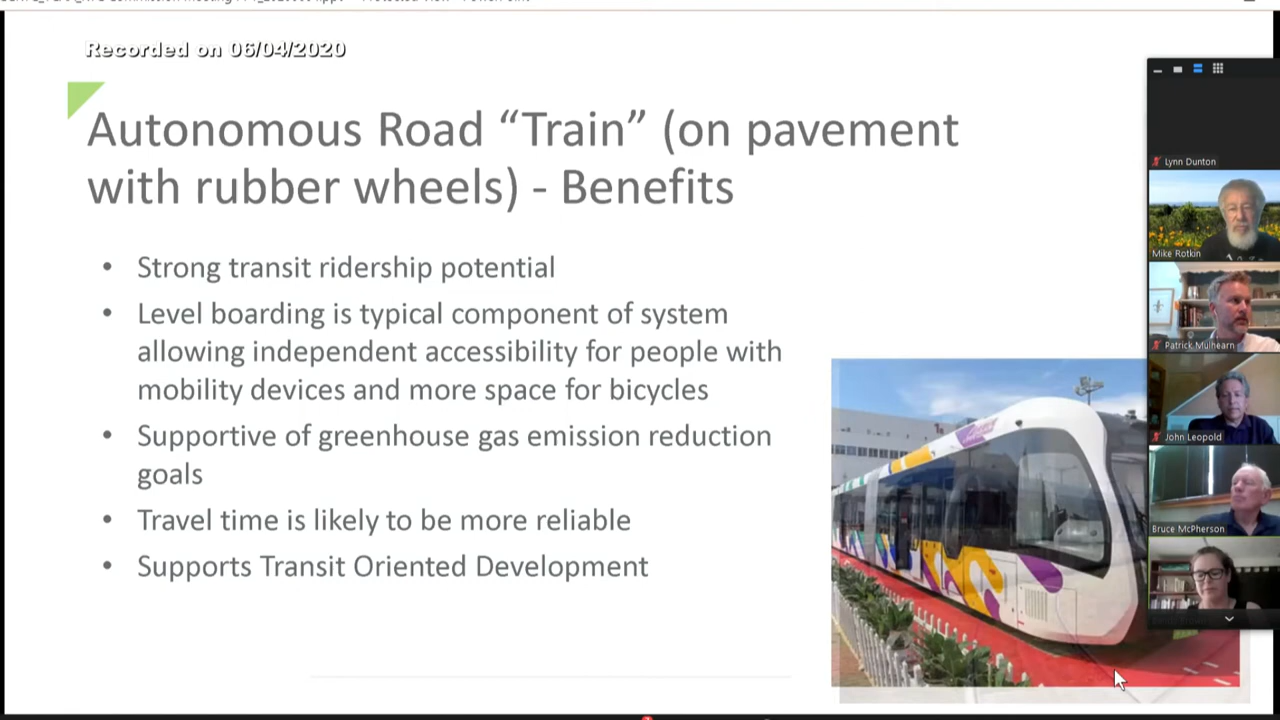 Recorded on 06/04/2020
Autonomous Road “Train” (on pavement
with rubber wheels) - Benefits
• Strong transit ridership potential
• Level boarding is typical component of system
allowing independent accessibility for people with
mobility devices and more space for bicycles
• Supportive of greenhouse gas emission reduction
goals
• Travel time is likely to be more reliable
• Supports Transit Oriented Development
Lynn Dunton
Mike Rotkin
Patrick Mulhearn
John Leopold
Bruce McPherson